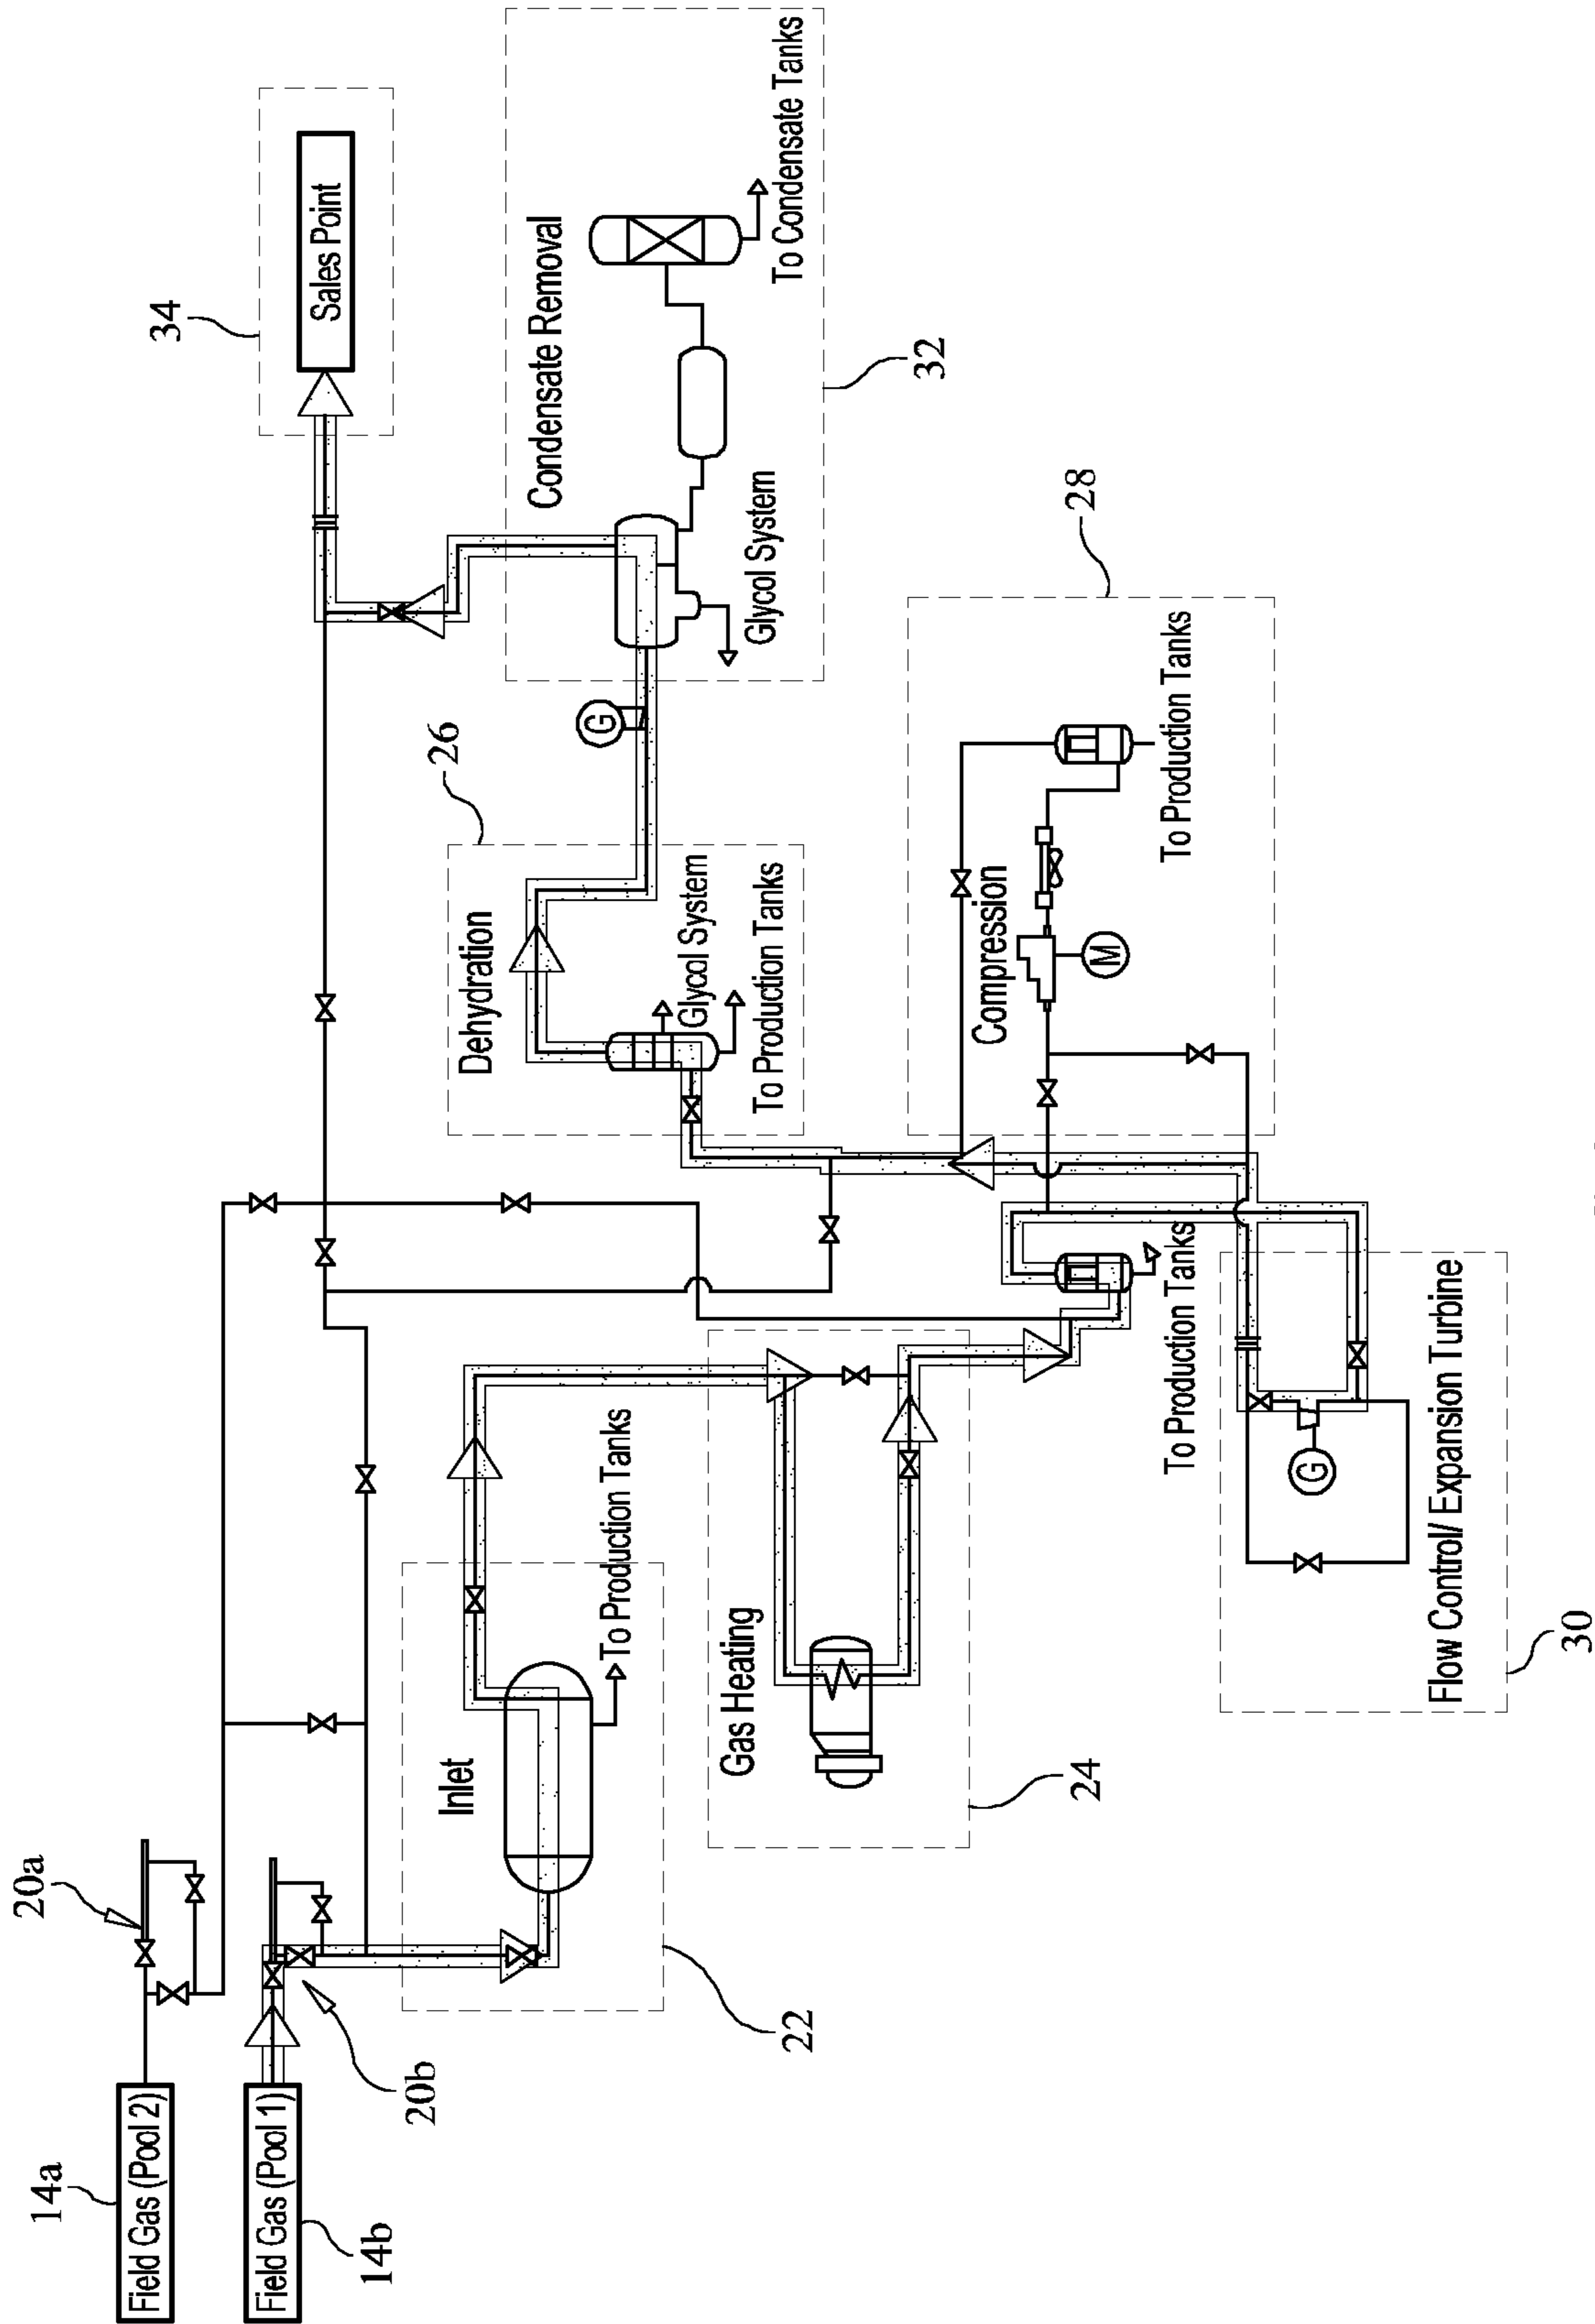 14a
20a
Field Gas (Pool 2)
34
Field Gas (Pool 1)
Sales Point
14b
20b
26
Inlet
Dehydration
Condensate Removal
G
To Production Tanks
Glycol System
Gas Heating
Glycol System
To Production Tanks
To Condensate Tanks
22
32
Compression
24
28
M
To Production Tanks
To Production Tanks
G
Flow Control/ Expansion Turbine
30